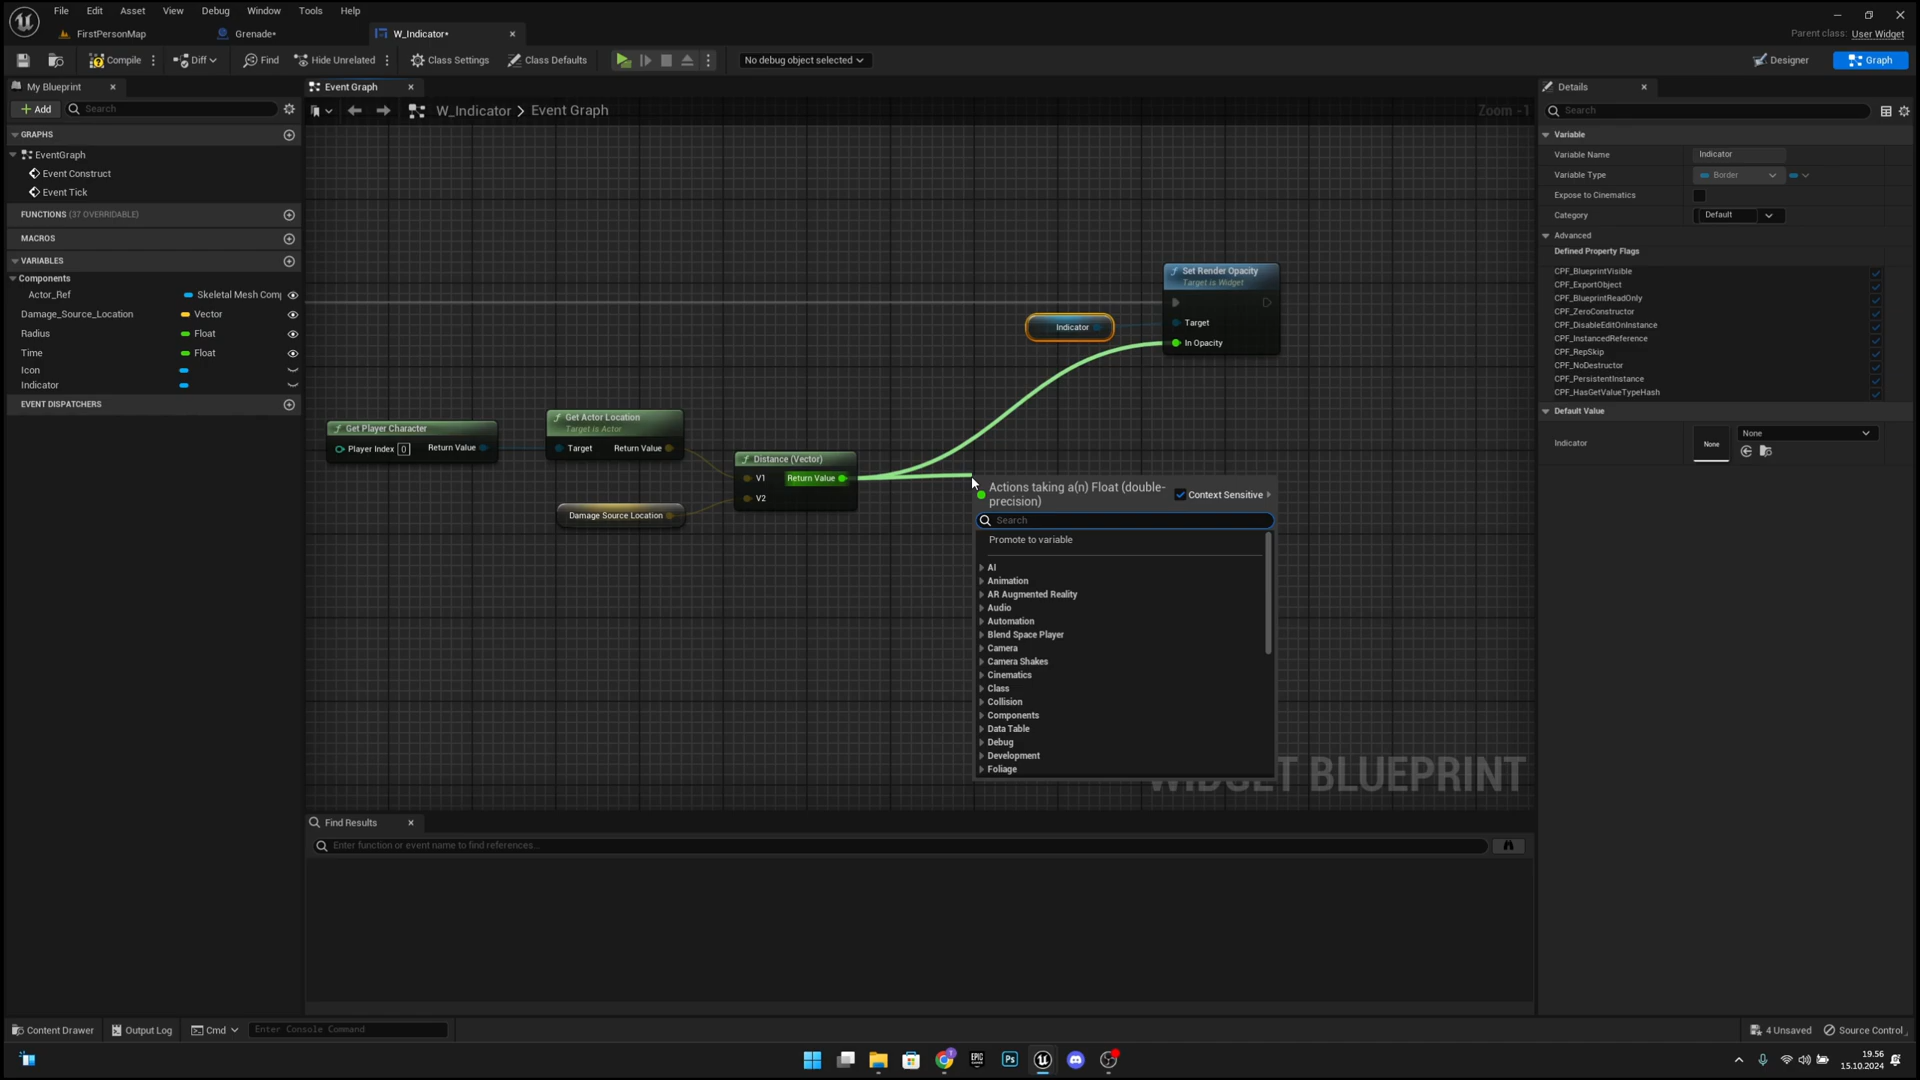 File Edit Asset View Debug Window Tools Help
FirstPersonMap Grenade* W_Indicator*
Parent class: User Widget
Compile Diff Find Hide Unrelated Class Settings Class Defaults No debug object selected Designer Graph
My Blueprint
Event Graph
Details
Add Search
W_Indicator > Event Graph
Zoom -1
Search
GRAPHS
EventGraph
Event Construct
Event Tick
FUNCTIONS (37 OVERRIDABLE)
MACROS
VARIABLES
Components
Actor_Ref Skeletal Mesh Comp
Damage_Source_Location Vector
Radius Float
Time Float
Icon
Indicator
EVENT DISPATCHERS
Set Render Opacity
Target is Widget
Target
In Opacity
Indicator
Get Player Character
Player Index 0 Return Value
Get Actor Location
Target is Actor
Target Return Value
Distance (Vector)
V1 Return Value
V2
Damage Source Location
Actions taking a(n) Float (double-
precision)
Context Sensitive
Search
Promote to variable
AI
Animation
AR Augmented Reality
Audio
Automation
Blend Space Player
Camera
Camera Shakes
Cinematics
Class
Collision
Components
Data Table
Debug
Development
Foliage
WIDGET BLUEPRINT
Variable
Variable Name Indicator
Variable Type Border
Expose to Cinematics
Category Default
Advanced
Defined Property Flags
CPF_BlueprintVisible
CPF_ExportObject
CPF_BlueprintReadOnly
CPF_ZeroConstructor
CPF_DisableEditOnInstance
CPF_InstancedReference
CPF_RepSkip
CPF_NoDestructor
CPF_PersistentInstance
CPF_HasGetValueTypeHash
Default Value
Indicator None None
Find Results
Enter function or event name to find references...
Content Drawer Output Log Cmd Enter Console Command
4 Unsaved Source Control
EPIC
Ps
19.56
15.10.2024